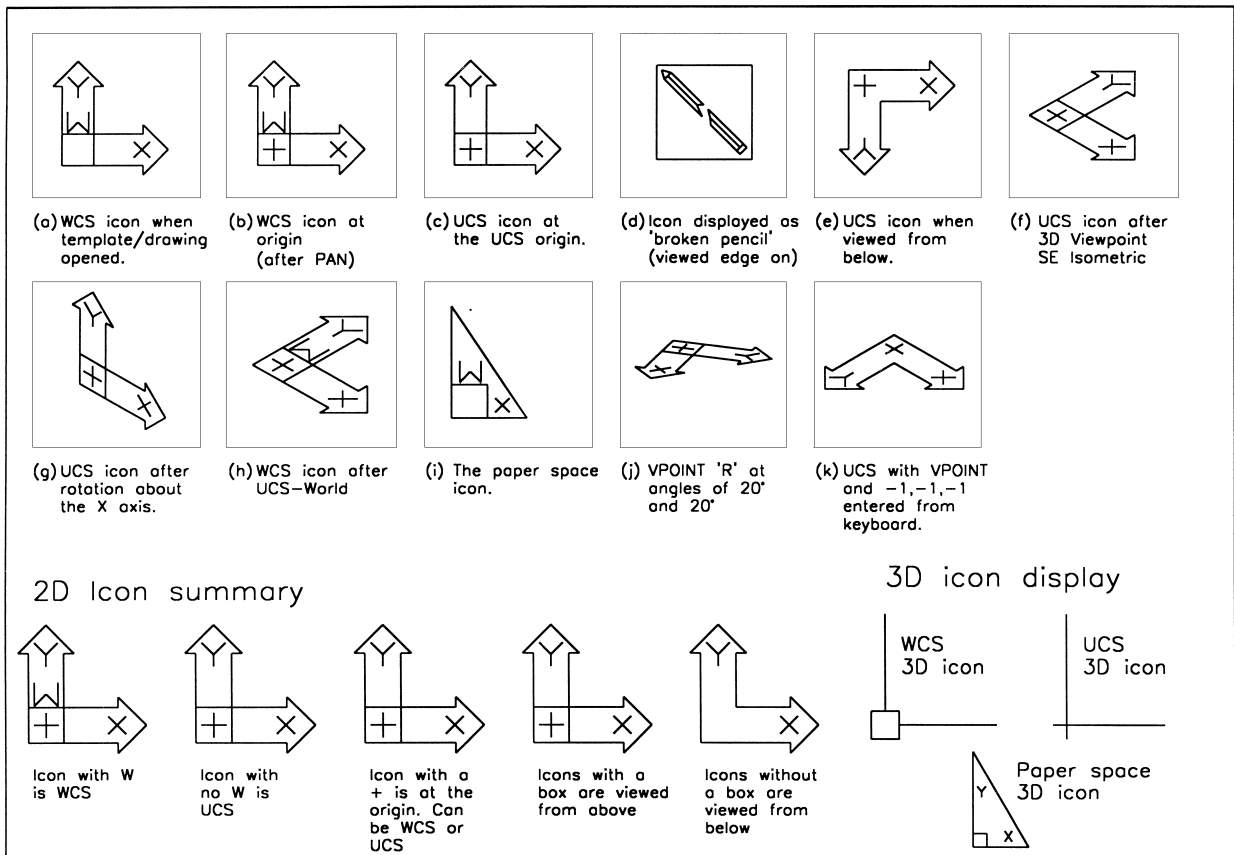 Y
W
X
(a) WCS icon when
template/drawing
opened.
Y
W
+ X
(b) WCS icon at
origin
(after PAN)
Y
+ X
(c) UCS icon at
the UCS origin.
(d) Icon displayed as
'broken pencil'
(viewed edge on)
+ X
Y
(e) UCS icon when
viewed from
below.
Y
X
+
(f) UCS icon after
3D Viewpoint
SE Isometric
Y
+
X
(g) UCS icon after
rotation about
the X axis.
Y
W
X
+
(h) WCS icon after
UCS-World
W
X
(i) The paper space
icon.
+
Y
X
(j) VPOINT 'R' at
angles of 20°
and 20°
X
Y +
(k) UCS with VPOINT
and -1,-1,-1
entered from
keyboard.
2D Icon summary
Y
W
+ X
Icon with W
is WCS
Y
+ X
Icon with
no W is
UCS
Y
+ X
Icon with a
+ is at the
origin. Can
be WCS or
UCS
Y
+ X
Icons with a
box are viewed
from above
Y
X
Icons without
a box are
viewed from
below
3D icon display
WCS
3D icon
UCS
3D icon
Y
X
Paper space
3D icon